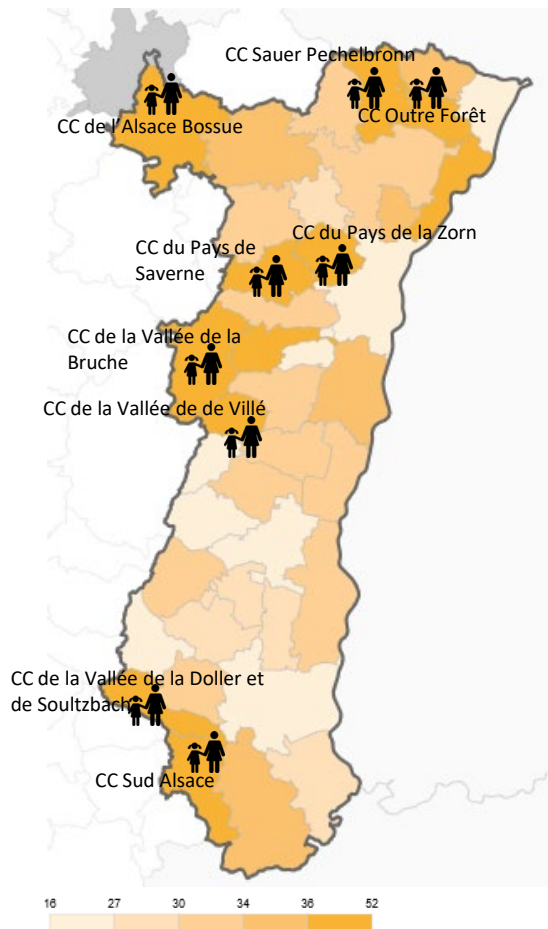 CC Sauer Pechelbronn
CC Outre Forêt
CC de l'Alsace Bossue
CC du Pays de la Zorn
CC du Pays de
Saverne
CC de la Vallée de la
Bruche
CC de la Vallée de de Villé
CC de la Vallée de la Doller et
de Soultzbach
CC Sud Alsace
16 27 30 34 36 52